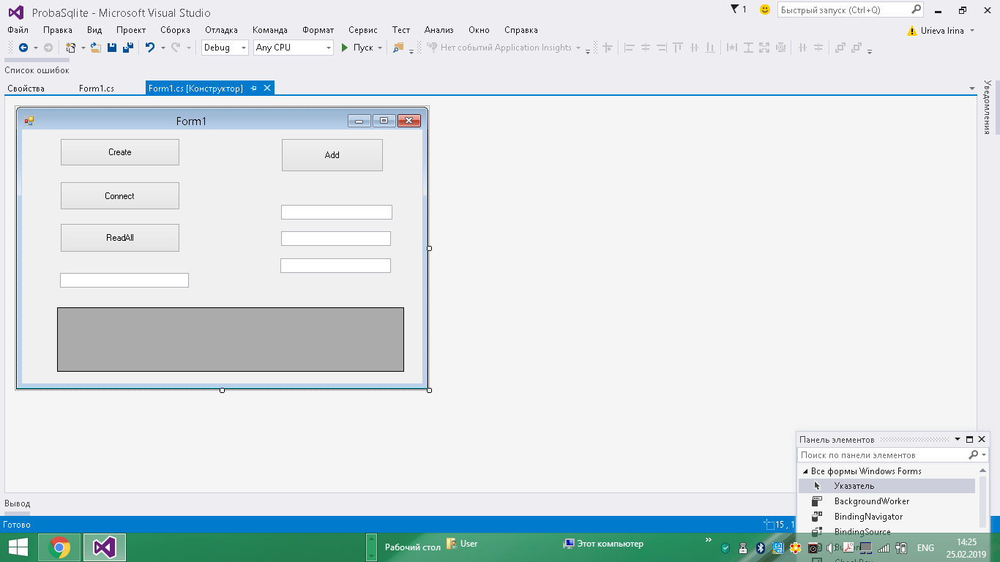 ProbaSqlite - Microsoft Visual Studio
1
Быстрый запуск (Ctrl+Q)
Файл Правка Вид Проект Сборка Отладка Команда Формат Сервис Тест Анализ Окно Справка
Urieva Irina
Debug Any CPU Пуск Нет событий Application Insights
Список ошибок
Свойства Form1.cs Form1.cs [Конструктор]
Уведомления
Form1
Create
Add
Connect
ReadAll
Панель элементов
Поиск по панели элементов
Все формы Windows Forms
Указатель
BackgroundWorker
BindingNavigator
BindingSource
Вывод
Готово
15 , 1
Рабочий стол
User
Этот компьютер
»
ENG
14:25
25.02.2019